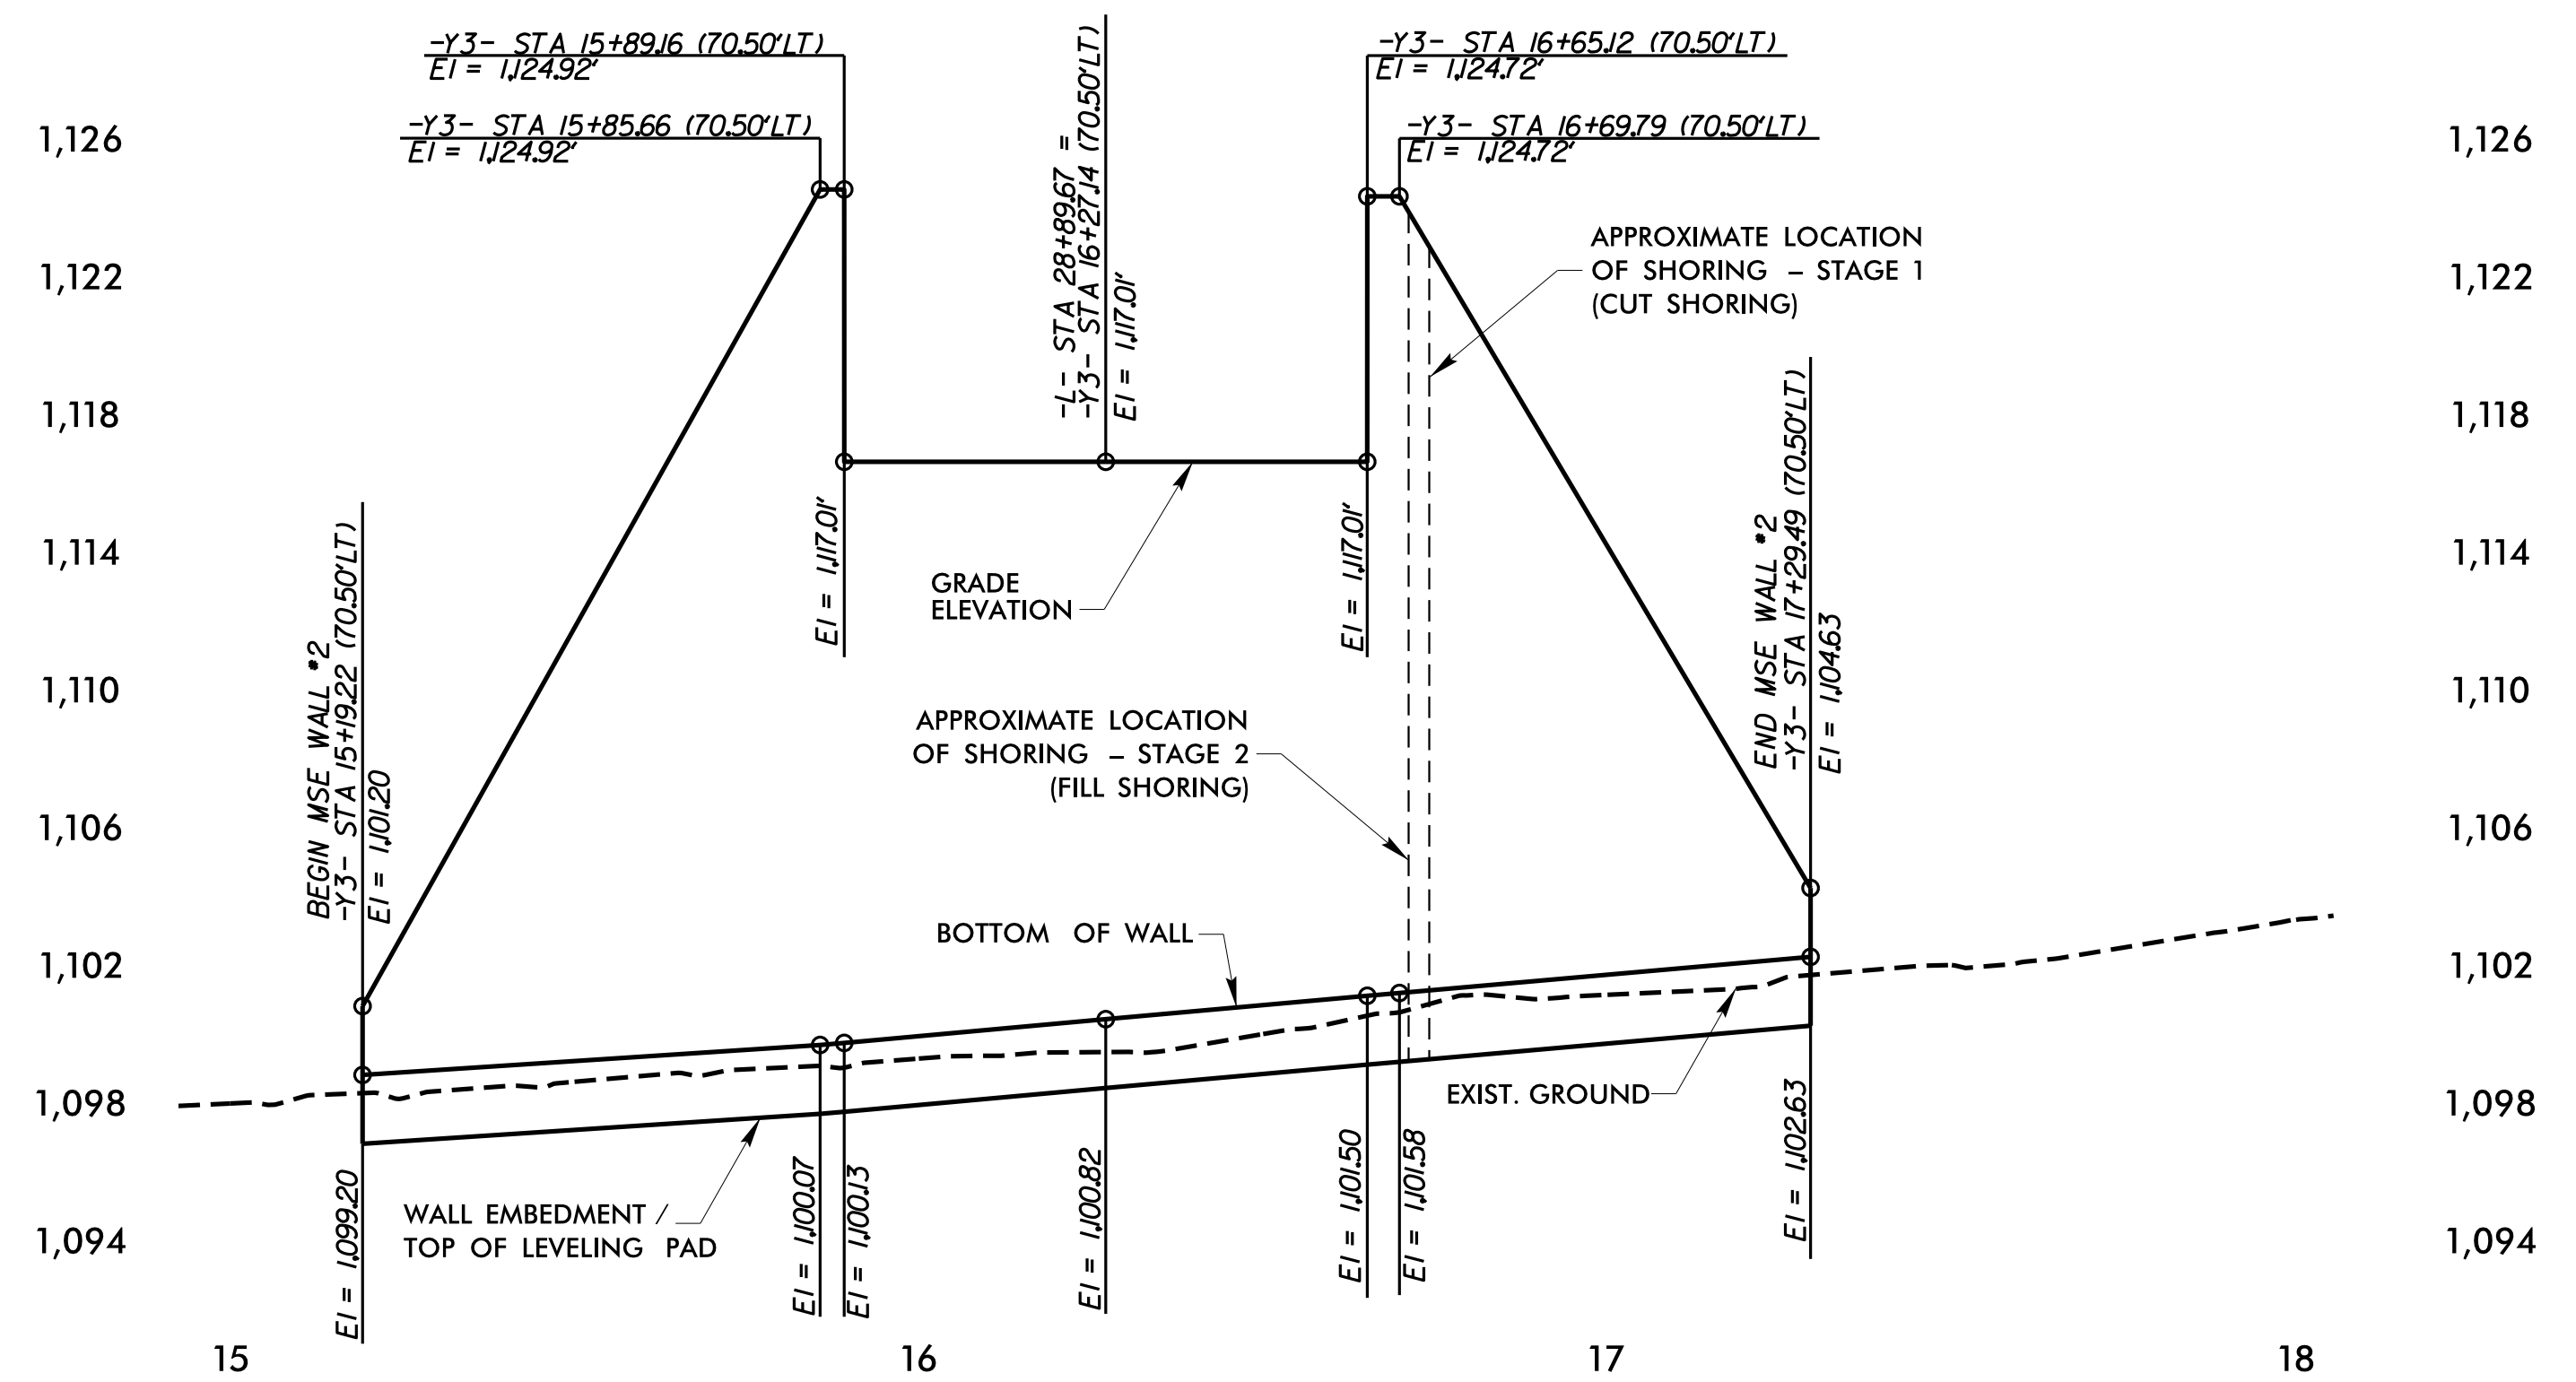 -Y3- STA 15+89.16 (70.50'LT)
El = 1,124.92'
-Y3- STA 15+85.66 (70.50'LT)
El = 1,124.92'
-L- STA 28+89.67 =
-Y3- STA 16+27.14 (70.50'LT)
El = 1,117.01'
-Y3- STA 16+65.12 (70.50'LT)
El = 1,124.72'
-Y3- STA 16+69.79 (70.50'LT)
El = 1,124.72'
1,126
1,126
APPROXIMATE LOCATION
OF SHORING – STAGE 1
(CUT SHORING)
1,122
1,122
1,118
1,118
El = 1,117.01'
El = 1,117.01'
1,114
1,114
GRADE
ELEVATION
BEGIN MSE WALL #2
-Y3- STA 15+19.22 (70.50'LT)
El = 1,101.20
END MSE WALL #2
-Y3- STA 17+29.49 (70.50'LT)
El = 1,104.63
1,110
1,110
APPROXIMATE LOCATION
OF SHORING – STAGE 2
(FILL SHORING)
1,106
1,106
BOTTOM OF WALL
1,102
1,102
1,098
1,098
EXIST. GROUND
WALL EMBEDMENT /
TOP OF LEVELING PAD
El = 1,099.20
El = 1,100.07
El = 1,100.13
El = 1,100.82
El = 1,101.50
El = 1,101.58
El = 1,102.63
1,094
1,094
15
16
17
18